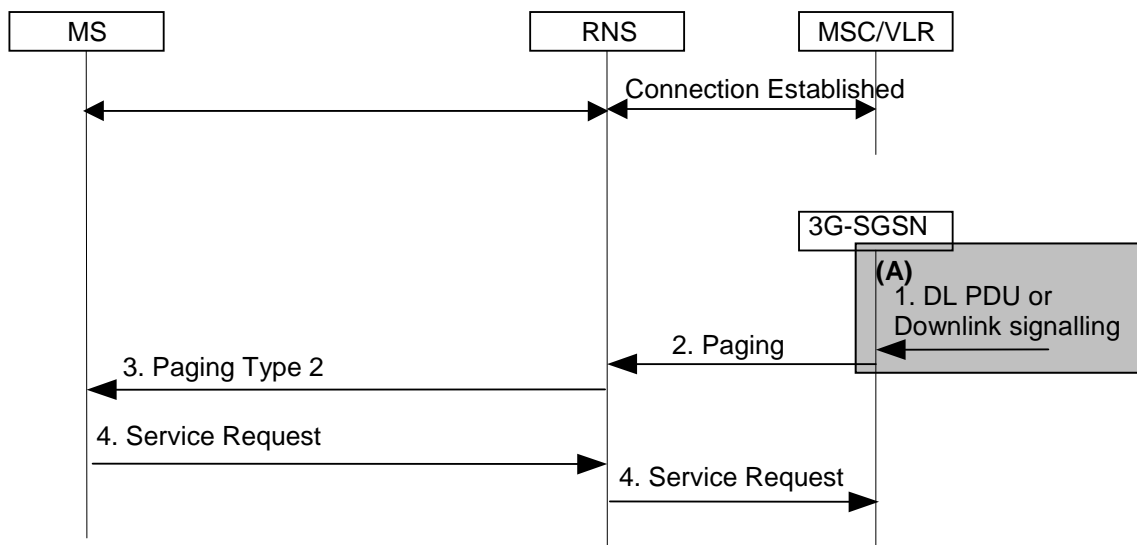 MS
RNS
MSC/VLR
Connection Established
3G-SGSN
(A)
1. DL PDU or
Downlink signalling
2. Paging
3. Paging Type 2
4. Service Request
4. Service Request